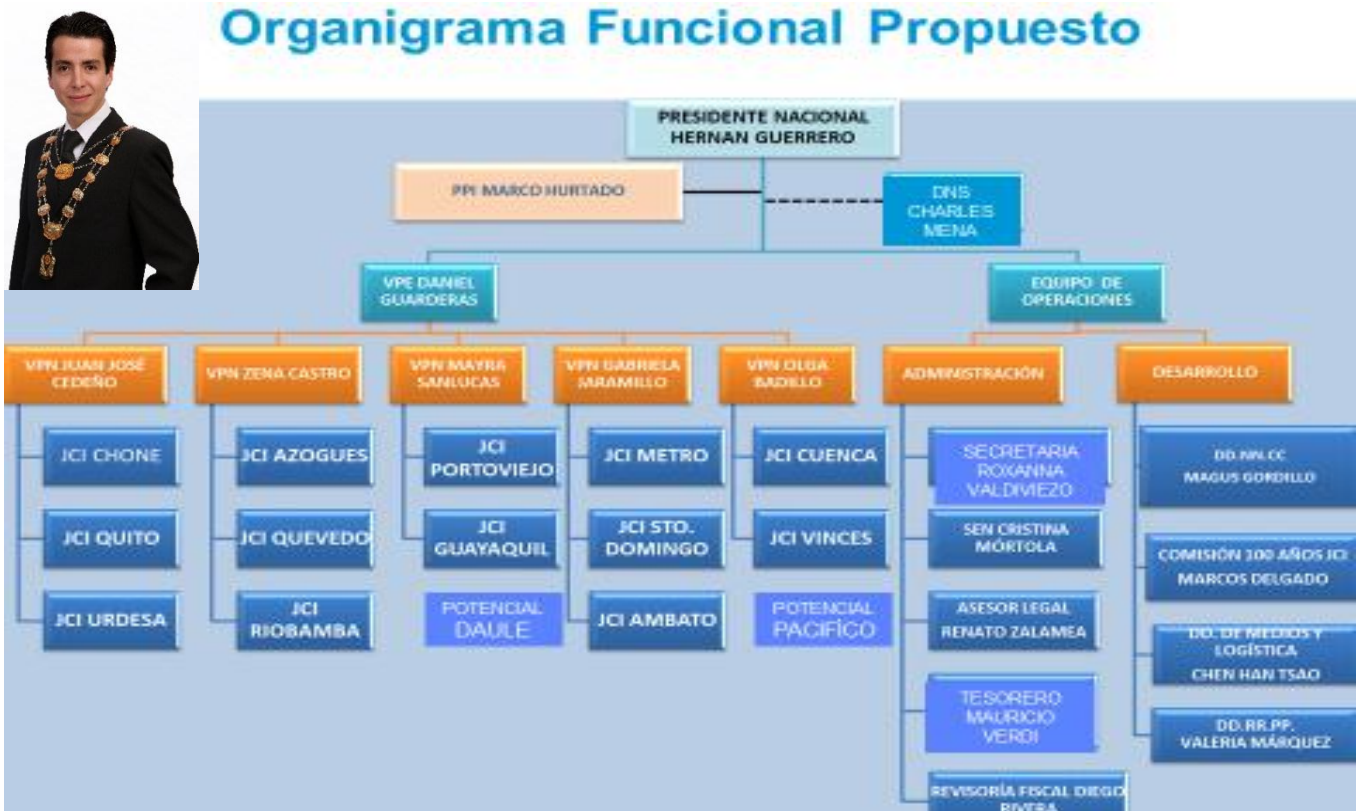 Organigrama Funcional Propuesto
PRESIDENTE NACIONAL
HERNAN GUERRERO
PPI MARCO HURTADO
DNS
CHARLES
MENA
VPE DANIEL
GUARDERAS
EQUIPO DE
OPERACIONES
VPN JUAN JOSÉ
CEDEÑO
VPN ZENA CASTRO
VPN MAYRA
SANLUCAS
VPN GABRIELA
JARAMILLO
VPN OLGA
BADILLO
ADMINISTRACIÓN
DESARROLLO
JCI CHONE
JCI QUITO
JCI URDESA
JCI AZOGUES
JCI QUEVEDO
JCI
RIOBAMBA
JCI
PORTOVIEJO
JCI
GUAYAQUIL
POTENCIAL
DAULE
JCI METRO
JCI STO.
DOMINGO
JCI AMBATO
JCI CUENCA
JCI VINCES
POTENCIAL
PACIFÍCO
SECRETARIA
ROXANNA
VALDIVIEZO
SEN CRISTINA
MÓRTOLA
ASESOR LEGAL
RENATO ZALAMEA
TESORERO
MAURICIO
VERDI
REVISORÍA FISCAL DIEGO
RIVERA
DD.NN.CC
MAGUS GORDILLO
COMISIÓN 100 AÑOS JCI
MARCOS DELGADO
DO. DE MEDIOS Y
LOGÍSTICA
CHEN HAN TSAO
DD.RR.PP.
VALERIA MÁRQUEZ